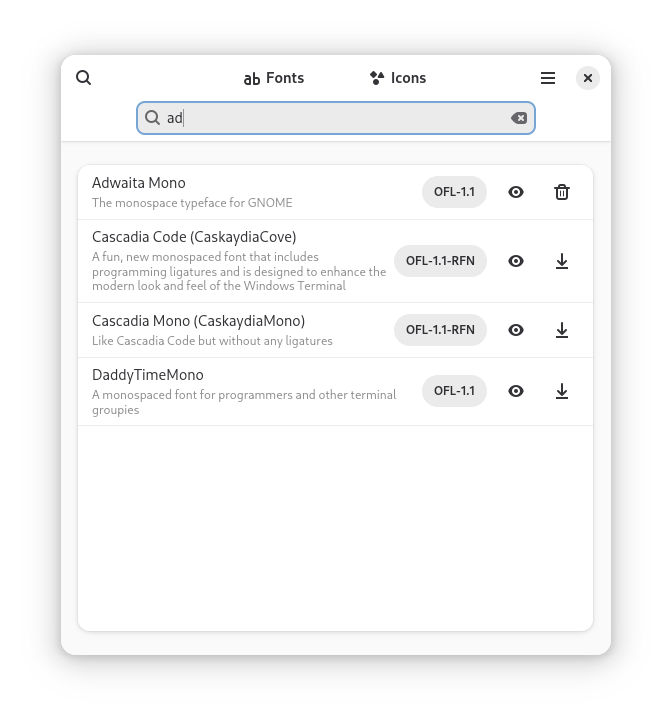 ab Fonts
Icons
ad
Adwaita Mono
The monospace typeface for GNOME
OFL-1.1
Cascadia Code (CaskaydiaCove)
A fun, new monospaced font that includes
programming ligatures and is designed to enhance the
modern look and feel of the Windows Terminal
OFL-1.1-RFN
Cascadia Mono (CaskaydiaMono)
Like Cascadia Code but without any ligatures
OFL-1.1-RFN
DaddyTimeMono
A monospaced font for programmers and other terminal
groupies
OFL-1.1